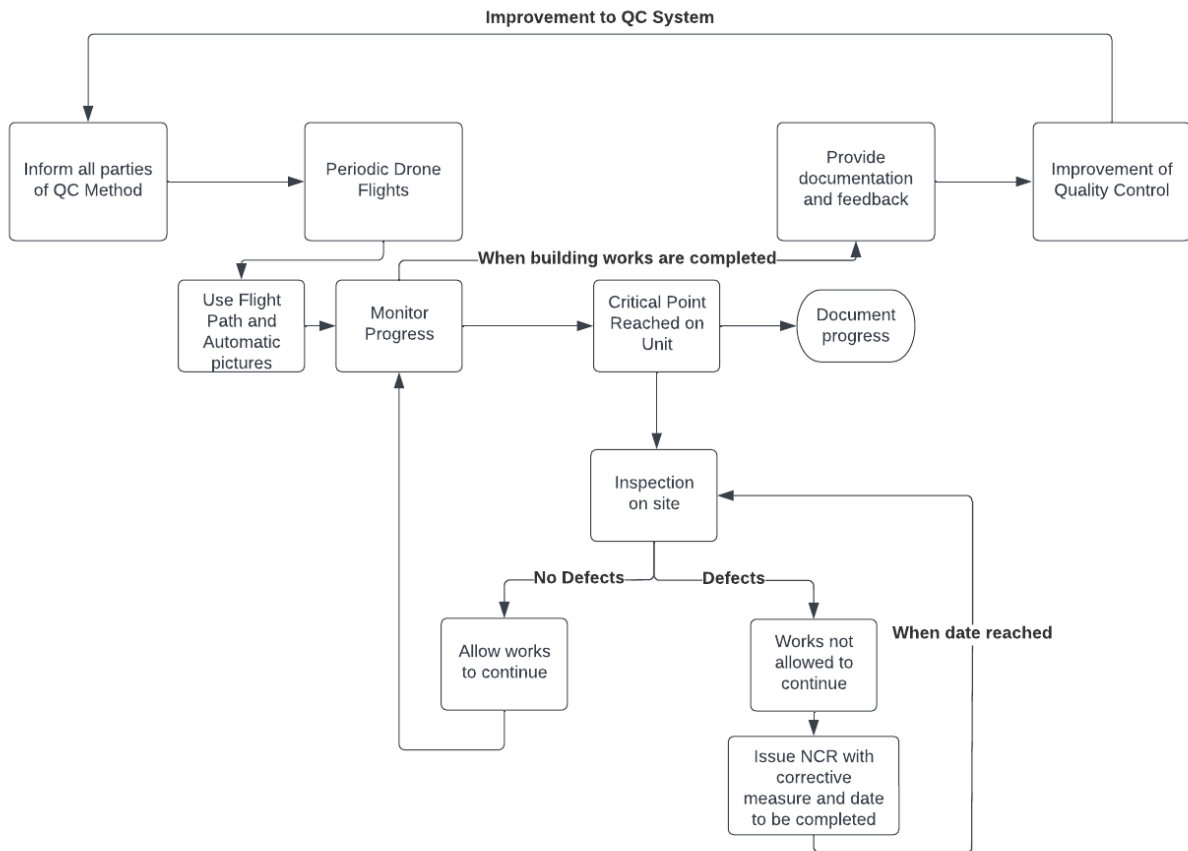 Improvement to QC System
Inform all parties
of QC Method
Periodic Drone
Flights
Provide
documentation
and feedback
Improvement of
Quality Control
When building works are completed
Use Flight
Path and
Automatic
pictures
Monitor
Progress
Critical Point
Reached on
Unit
Document
progress
Inspection
on site
No Defects
Defects
Allow works
to continue
Works not
allowed to
continue
When date reached
Issue NCR with
corrective
measure and date
to be completed